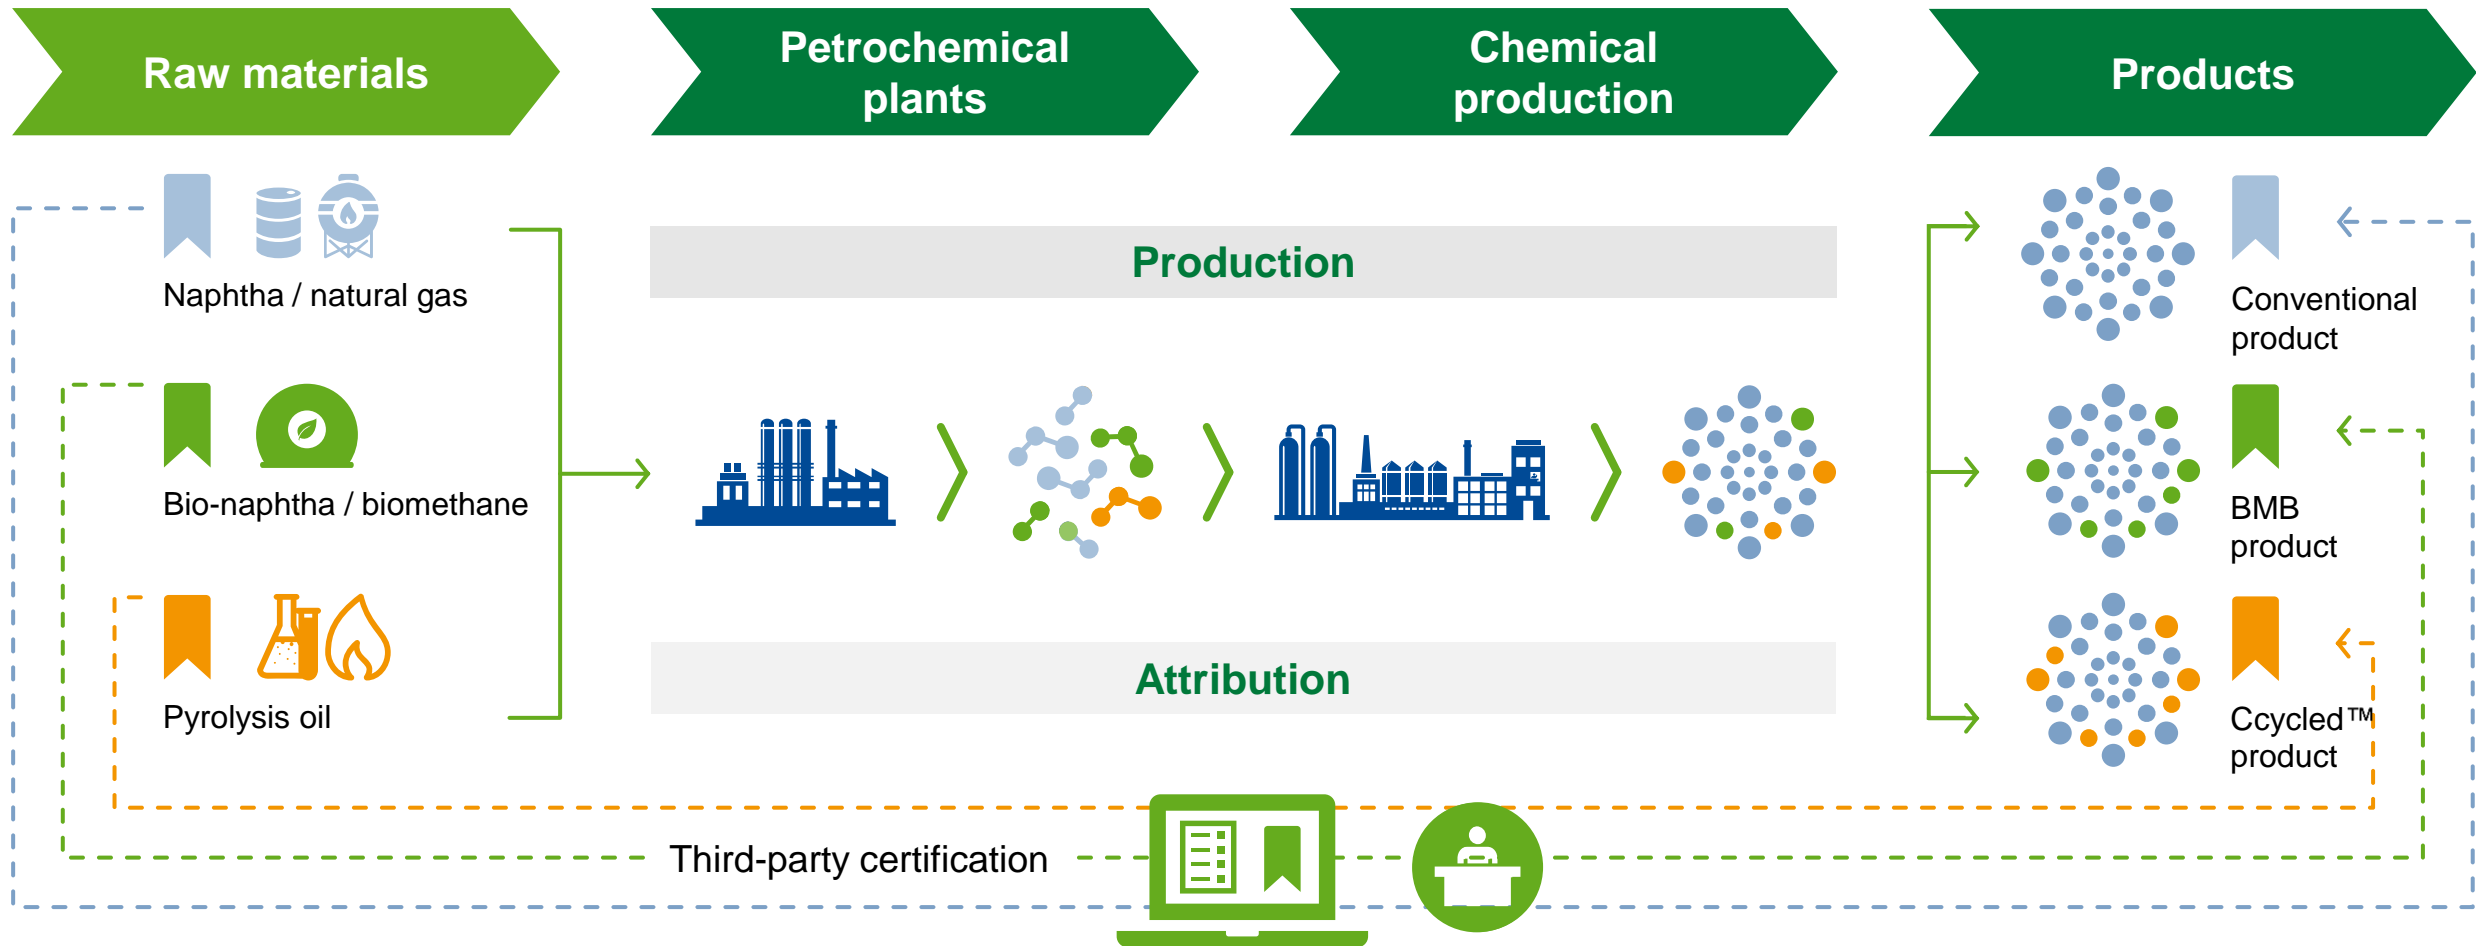 Raw materials
Petrochemical
plants
Chemical
production
Products
Naphtha / natural gas
Bio-naphtha / biomethane
Pyrolysis oil
Production
Attribution
Conventional
product
BMB
product
Ccycled™
product
Third-party certification